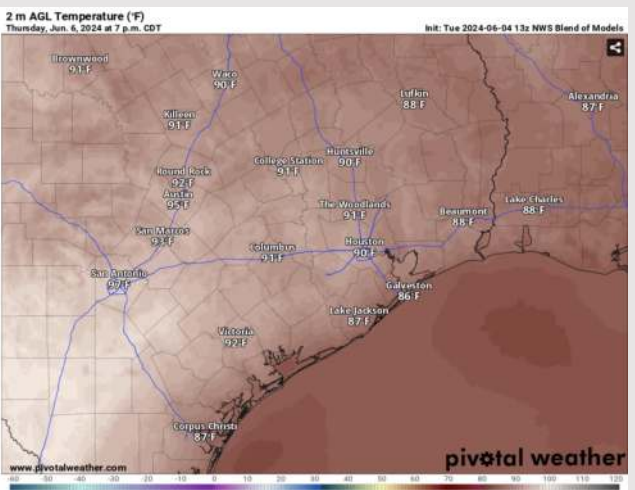 2 m AGL Temperature (°F)
Thursday, Jun. 6, 2024 at 7 p.m. CDT
Init: Tue 2024-06-04 13z NWS Blend of Models
Brownwood
91°F
Waco
90°F
Lufkin
88°F
Alexandria
87°F
Killeen
91°F
Huntsville
90°F
College Station
91°F
Round Rock
92°F
Austin
95°F
The Woodlands
91°F
Beaumont
88°F
Lake Charles
88°F
San Marcos
93°F
Columbus
91°F
Houston
90°F
San Antonio
97°F
Galveston
86°F
Lake Jackson
87°F
Victoria
92°F
Corpus Christi
87°F
www.pivotalweather.com
pivotal weather
-60 -50 -40 -30 -20 -10 0 10 20 30 40 50 60 70 80 90 100 110 120